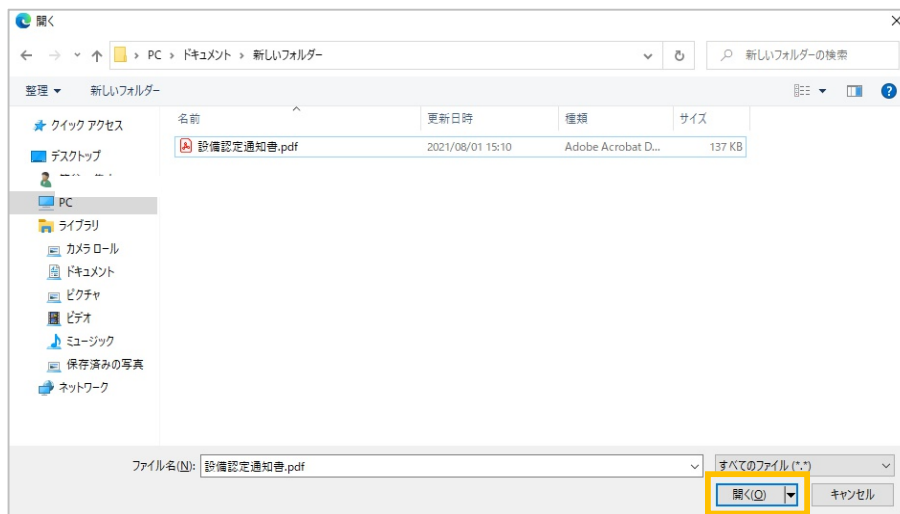 開く
PC › ドキュメント › 新しいフォルダー
新しいフォルダーの検索
整理 新しいフォルダー
名前 更新日時 種類 サイズ
設備認定通知書.pdf 2021/08/01 15:10 Adobe Acrobat D... 137 KB
クイック アクセス
デスクトップ
PC
ライブラリ
カメラ ロール
ドキュメント
ピクチャ
ビデオ
ミュージック
保存済みの写真
ネットワーク
ファイル名(N): 設備認定通知書.pdf すべてのファイル (*.*)
開く(O) キャンセル